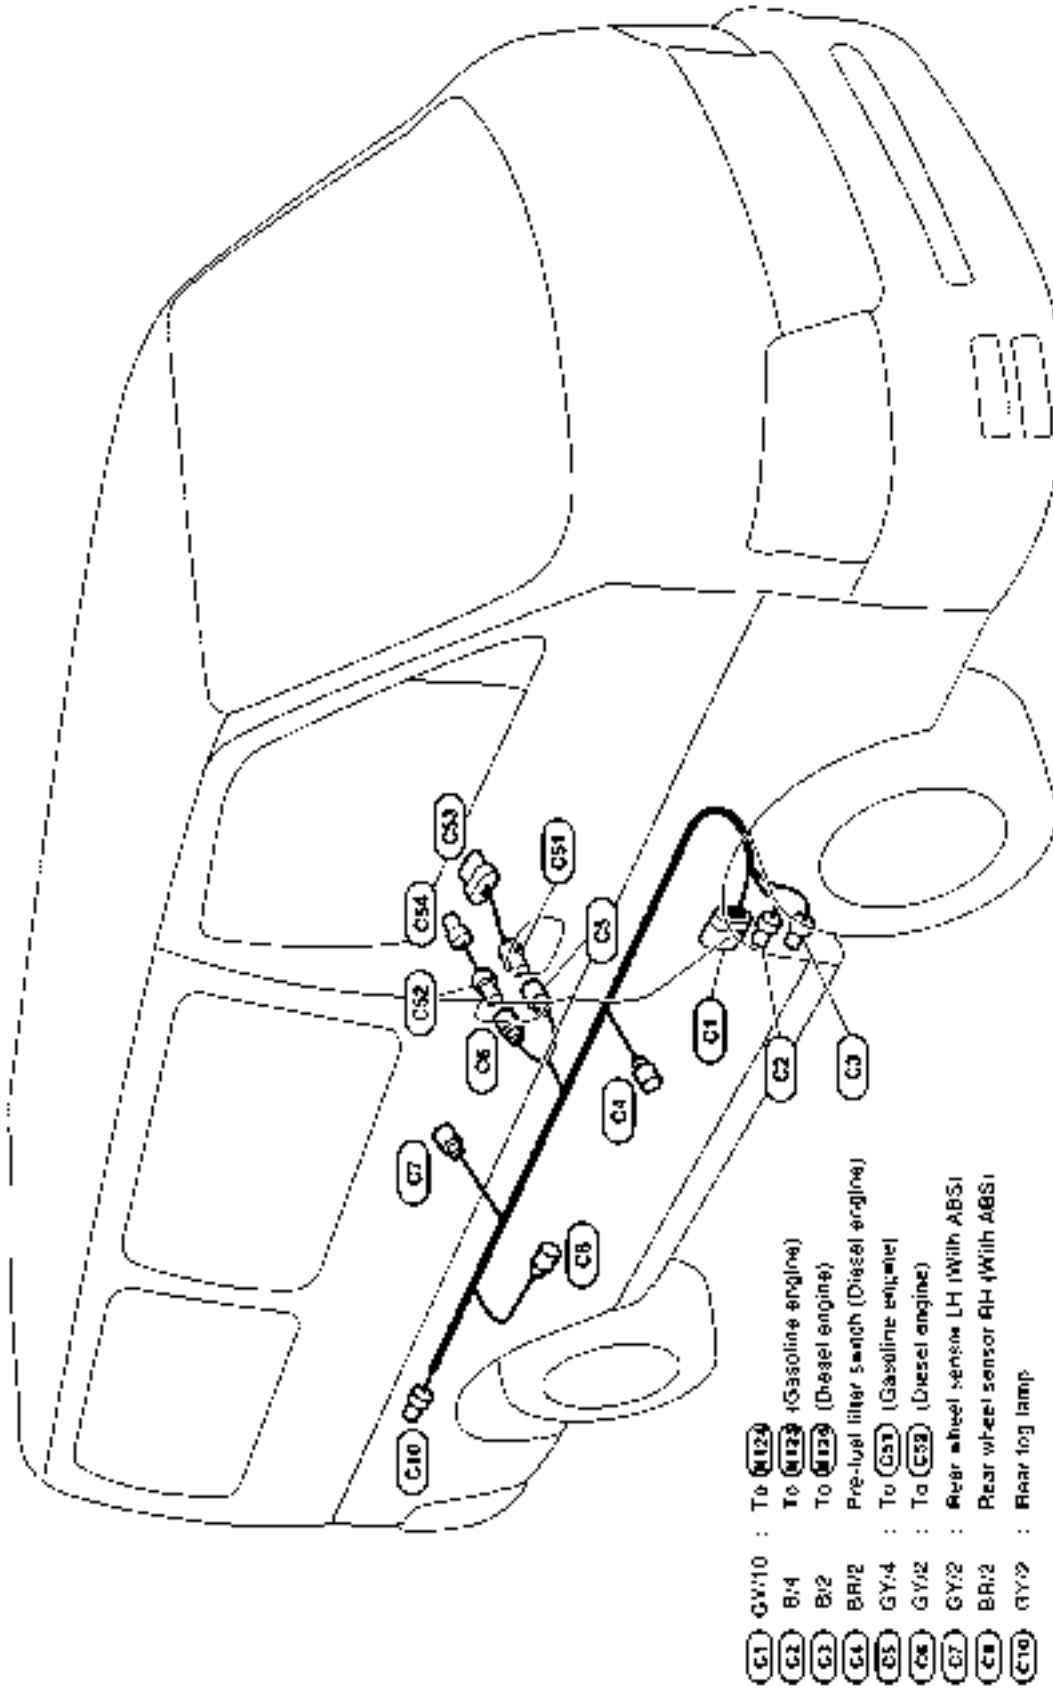 C53
C54
C51
C52
C5
C6
C1
C7
C4
C2
C3
C8
C10
C1 GY/10 : To M124
C2 B/4 To (Gasoline engine)
C3 B/2 To (Diesel engine)
C4 BR/2 Pre-fuel filter switch (Diesel engine)
C5 GY/4 : To C51 (Gasoline engine)
C6 GY/2 : To C52 (Diesel engine)
C7 GY/2 : Rear wheel sensor LH (With ABS)
C8 BR/2 Rear wheel sensor RH (With ABS)
C10 GY/2 : Rear fog lamp